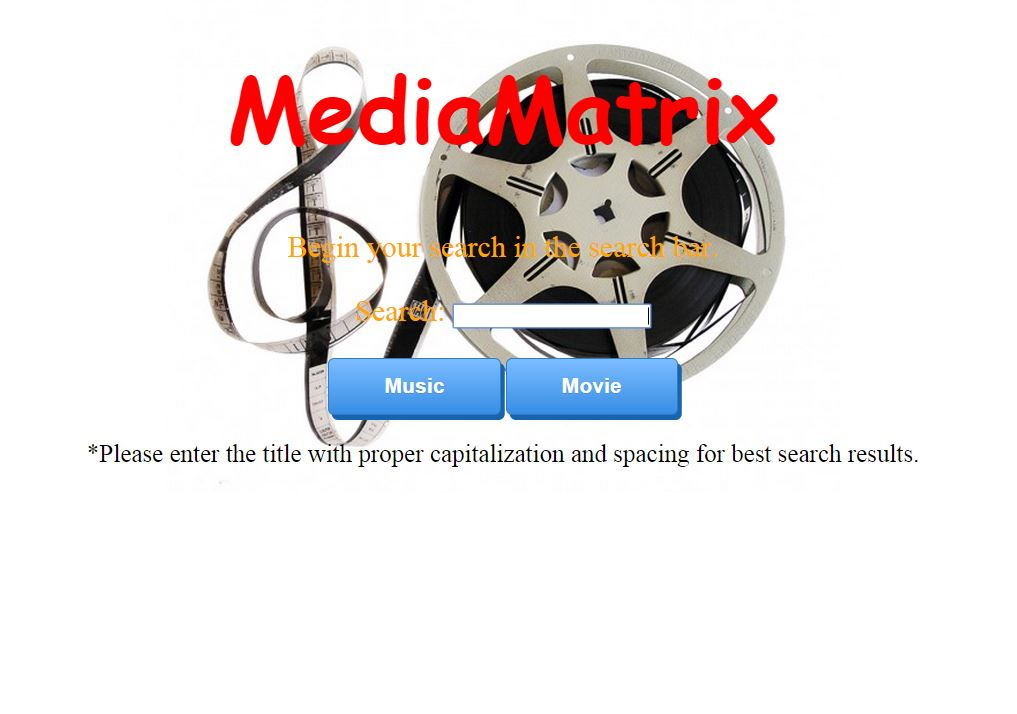 MediaMatrix
Begin your search in the search bar.
Search:
Music Movie
*Please enter the title with proper capitalization and spacing for best search results.